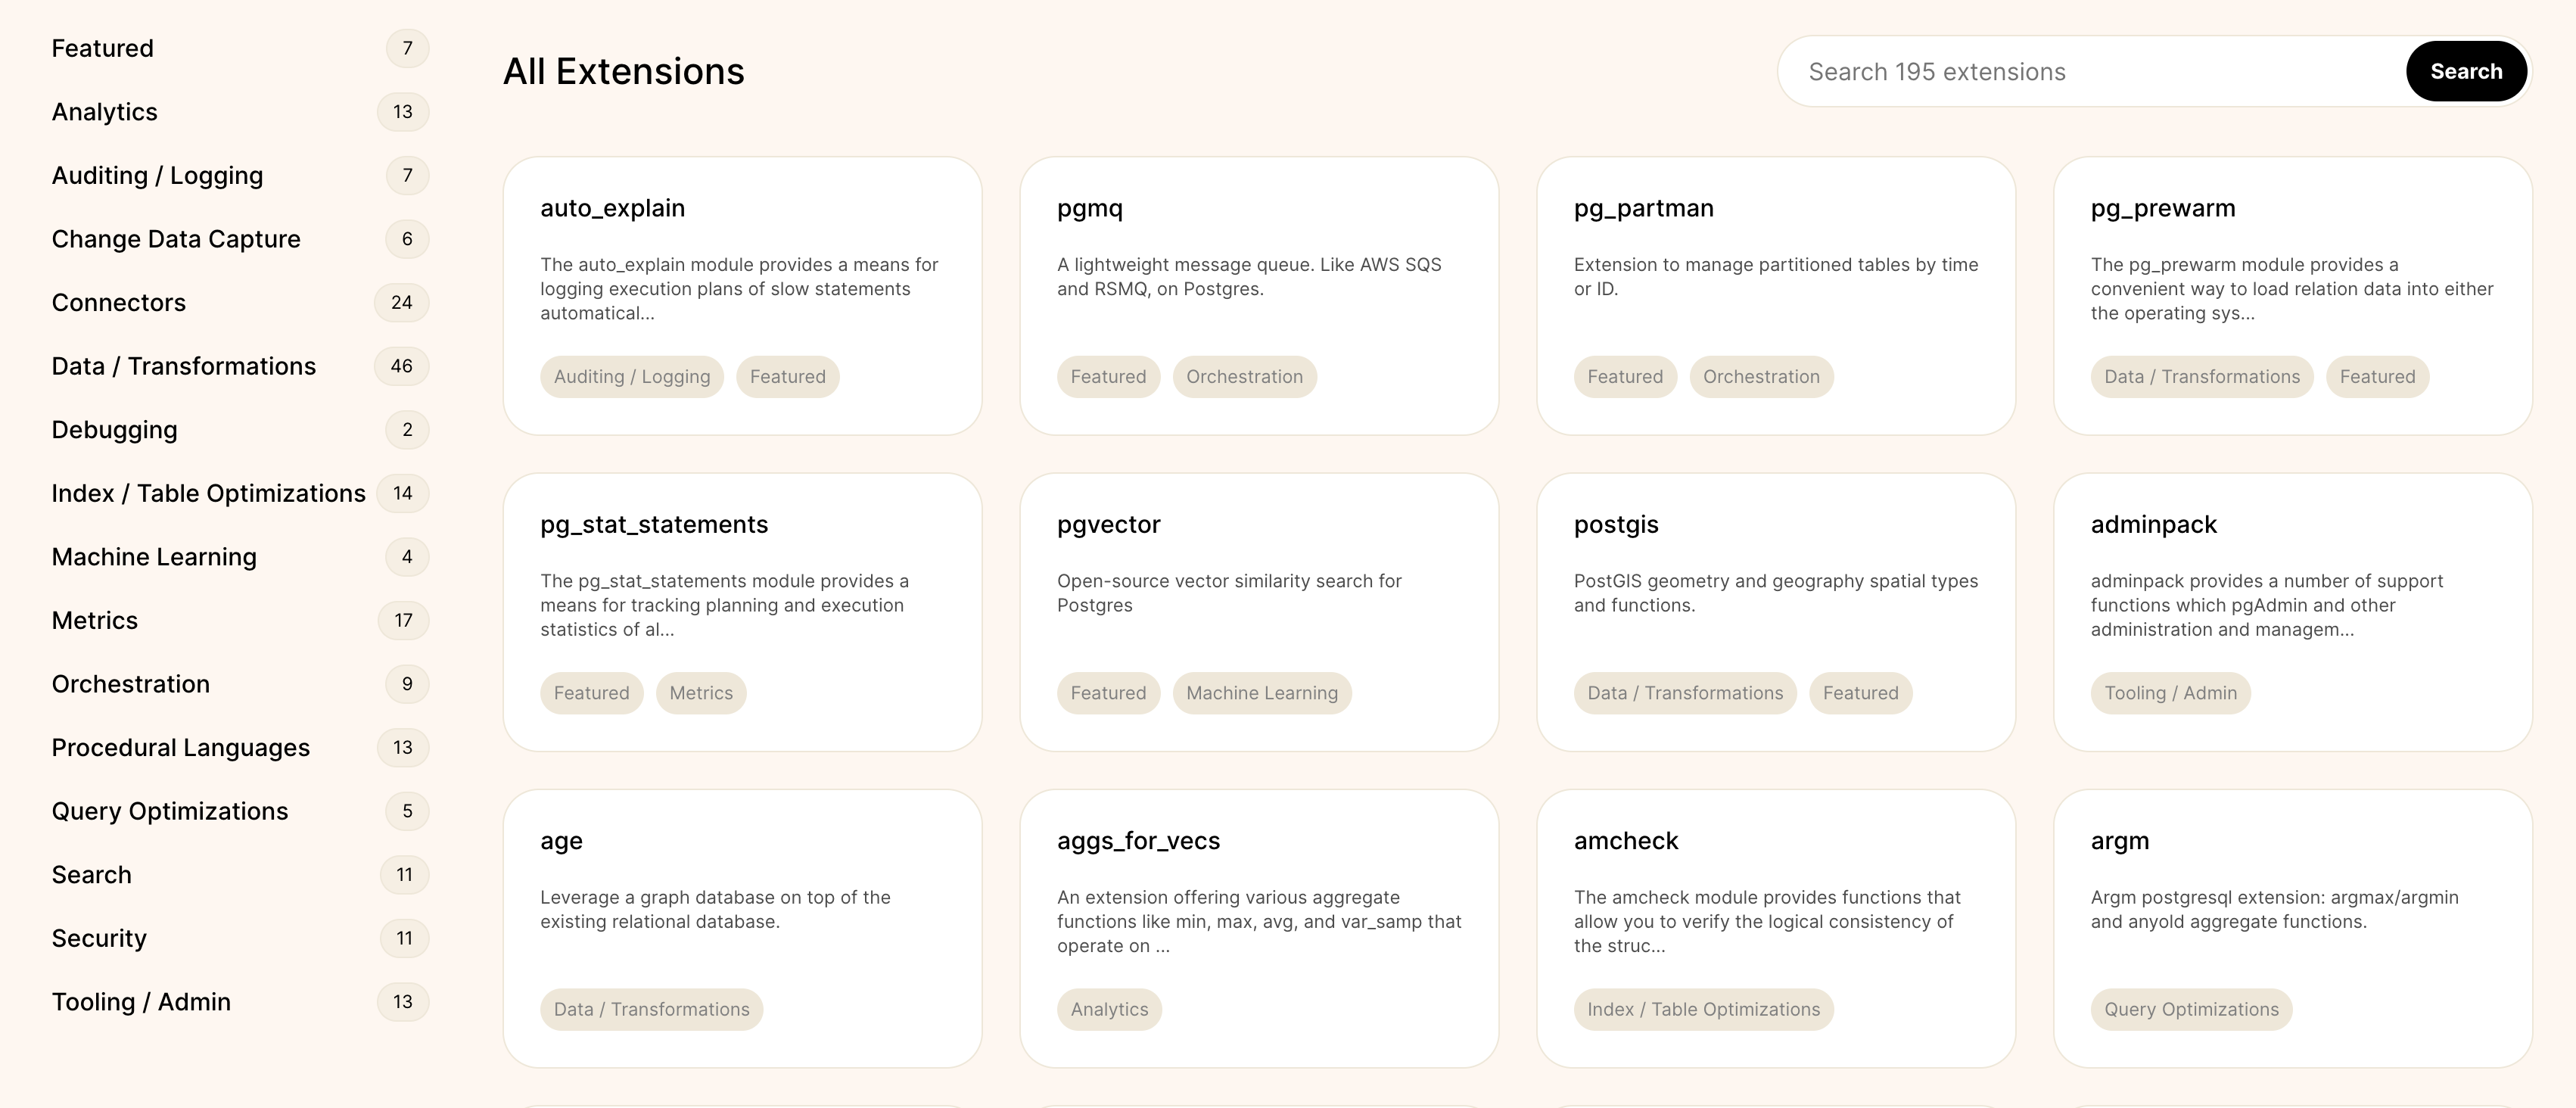 Featured 7
Analytics 13
Auditing / Logging 7
Change Data Capture 6
Connectors 24
Data / Transformations 46
Debugging 2
Index / Table Optimizations 14
Machine Learning 4
Metrics 17
Orchestration 9
Procedural Languages 13
Query Optimizations 5
Search 11
Security 11
Tooling / Admin 13
All Extensions
Search 195 extensions
Search
auto_explain
The auto_explain module provides a means for
logging execution plans of slow statements
automatical...
Auditing / Logging Featured
pgmq
A lightweight message queue. Like AWS SQS
and RSMQ, on Postgres.
Featured Orchestration
pg_partman
Extension to manage partitioned tables by time
or ID.
Featured Orchestration
pg_prewarm
The pg_prewarm module provides a
convenient way to load relation data into either
the operating sys...
Data / Transformations Featured
pg_stat_statements
The pg_stat_statements module provides a
means for tracking planning and execution
statistics of al...
Featured Metrics
pgvector
Open-source vector similarity search for
Postgres
Featured Machine Learning
postgis
PostGIS geometry and geography spatial types
and functions.
Data / Transformations Featured
adminpack
adminpack provides a number of support
functions which pgAdmin and other
administration and managem...
Tooling / Admin
age
Leverage a graph database on top of the
existing relational database.
Data / Transformations
aggs_for_vecs
An extension offering various aggregate
functions like min, max, avg, and var_samp that
operate on ...
Analytics
amcheck
The amcheck module provides functions that
allow you to verify the logical consistency of
the struc...
Index / Table Optimizations
argm
Argm postgresql extension: argmax/argmin
and anyold aggregate functions.
Query Optimizations